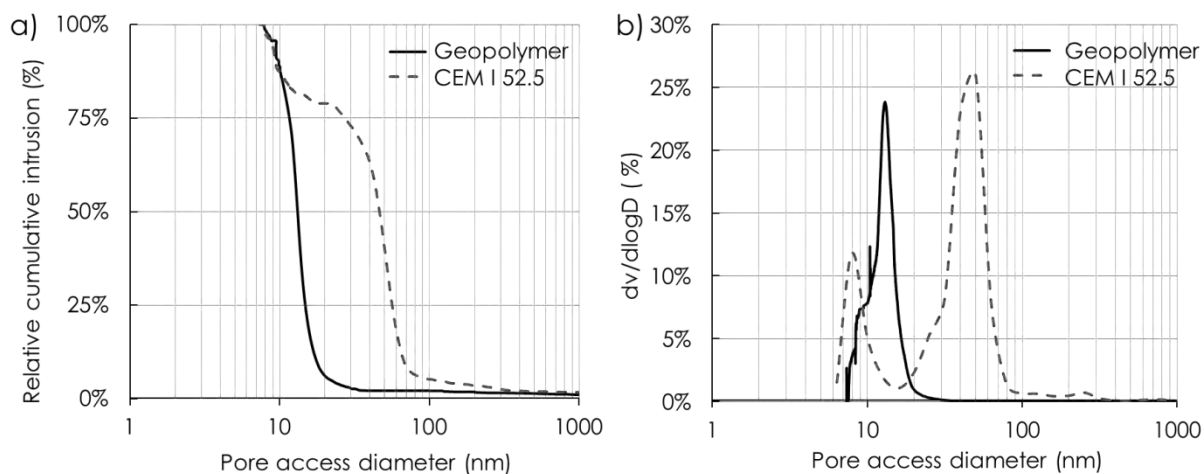 a)
Relative cumulative intrusion (%)
100%
75%
50%
25%
0%
Geopolymer
CEM I 52.5
1
10
100
1000
Pore access diameter (nm)
b)
dv/dlogD ( %)
30%
25%
20%
15%
10%
5%
0%
Geopolymer
CEM I 52.5
1
10
100
1000
Pore access diameter (nm)